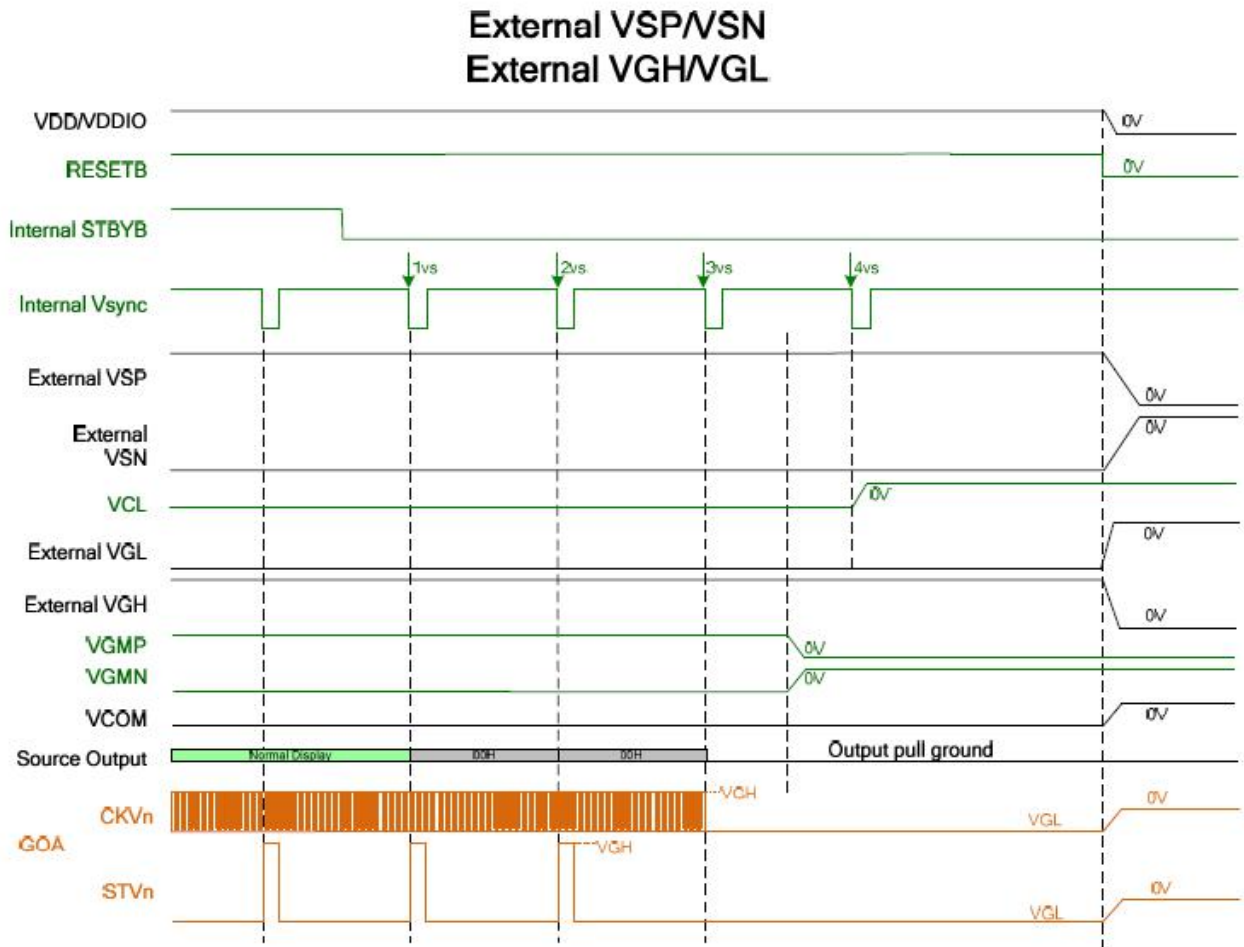 External VSP/VSN
External VGH/VGL
VDD/VDDIO
0V
RESETB
0V
Internal STBYB
1vs
2vs
3vs
4vs
Internal Vsync
External VSP
0V
0V
External
VSN
VCL
0V
External VGL
0V
External VGH
0V
VGMP
0V
VGMN
0V
VCOM
0V
Source Output
Normal Display
00H
00H
Output pull ground
VGH
CKVn
VGL
0V
GOA
VGH
STVn
VGL
0V